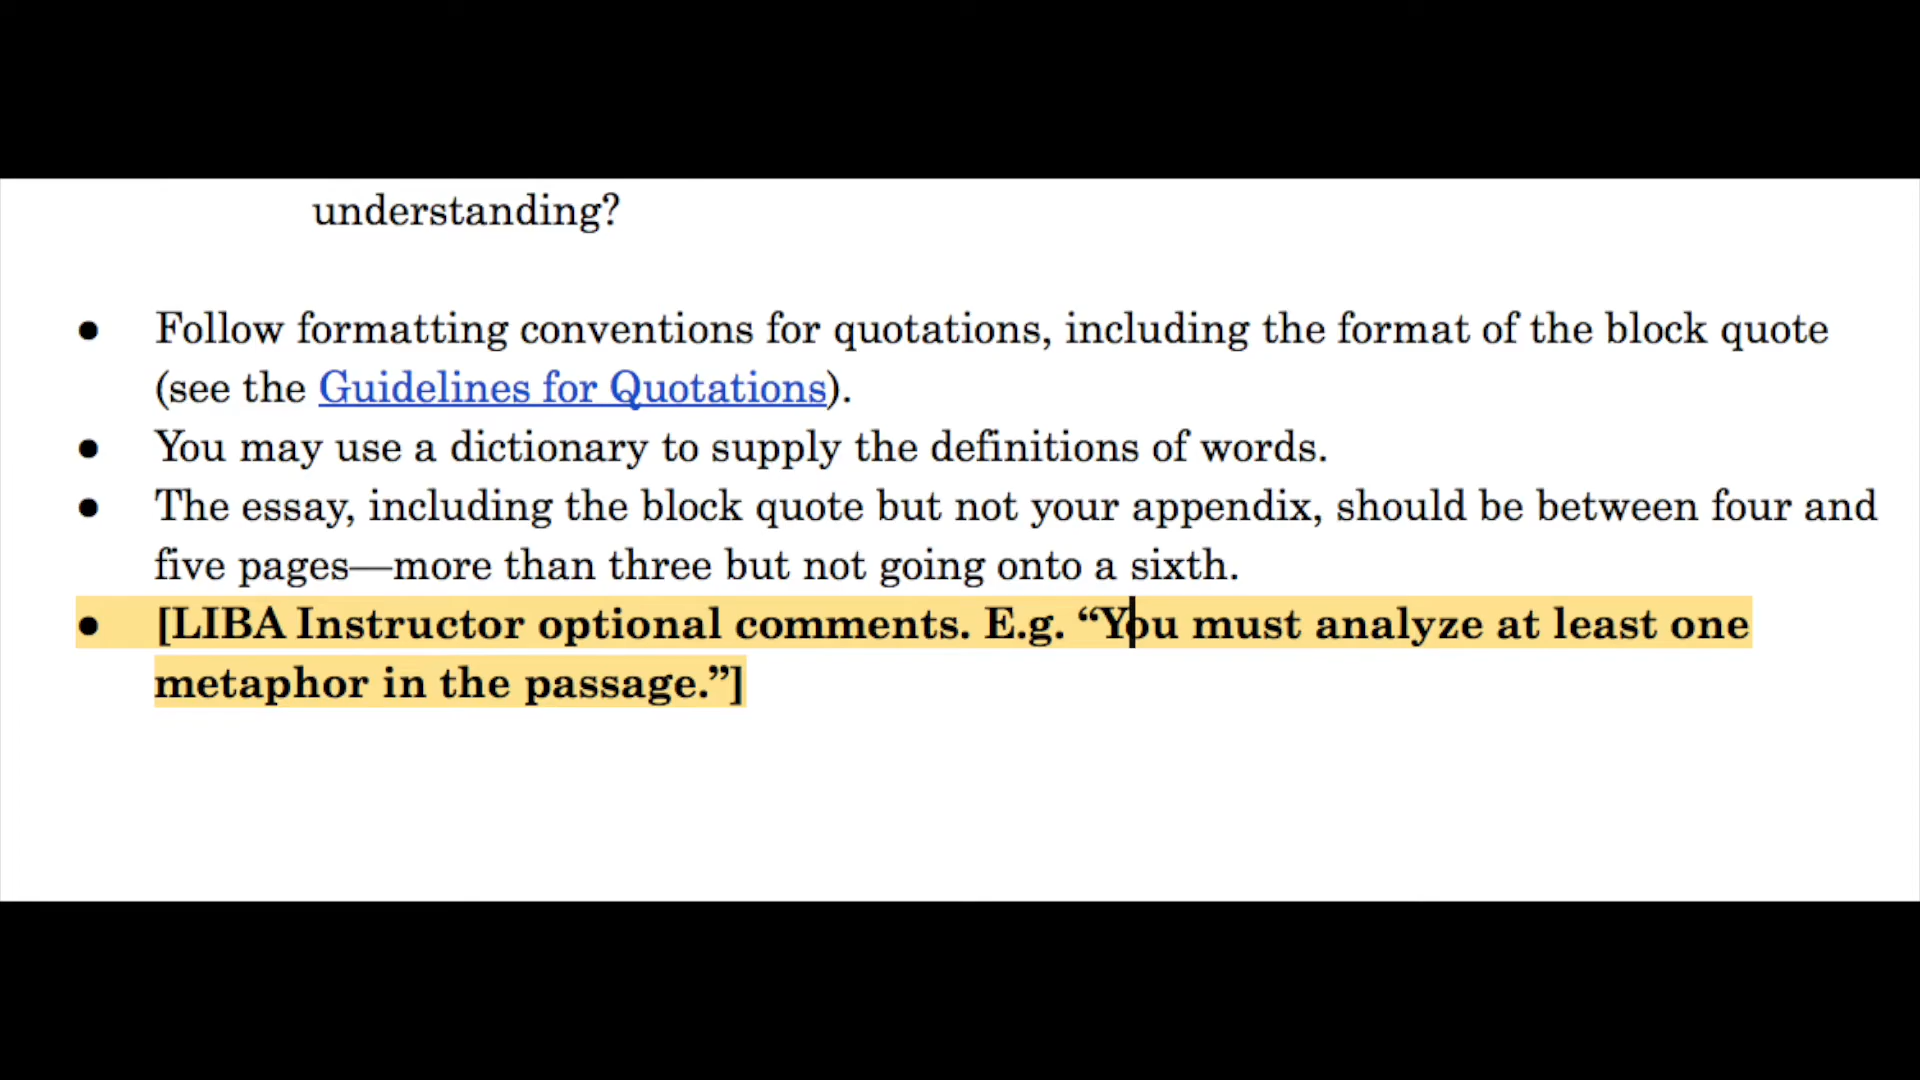 understanding?
● Follow formatting conventions for quotations, including the format of the block quote
(see the Guidelines for Quotations).
● You may use a dictionary to supply the definitions of words.
● The essay, including the block quote but not your appendix, should be between four and
five pages—more than three but not going onto a sixth.
● [LIBA Instructor optional comments. E.g. “You must analyze at least one
metaphor in the passage.”]